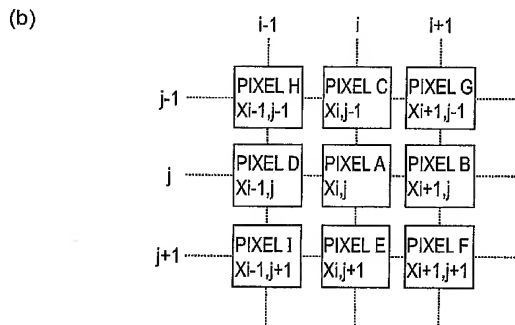 (b)
i-1 i i+1
j-1
PIXEL H PIXEL C PIXEL G
Xi-1,j-1 Xi,j-1 Xi+1,j-1
j
PIXEL D PIXEL A PIXEL B
Xi-1,j Xi,j Xi+1,j
j+1
PIXEL I PIXEL E PIXEL F
Xi-1,j+1 Xi,j+1 Xi+1,j+1